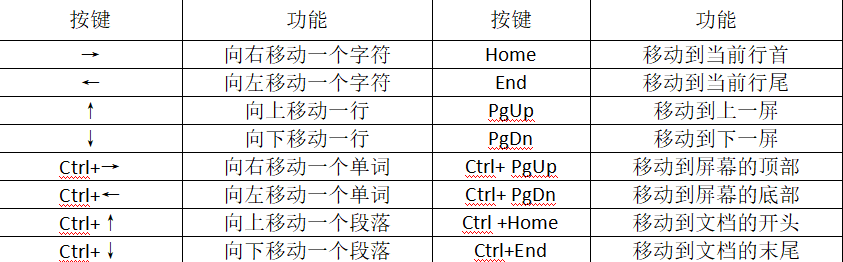 按键 功能 按键 功能
→ 向右移动一个字符 Home 移动到当前行首
← 向左移动一个字符 End 移动到当前行尾
↑ 向上移动一行 PgUp 移动到上一屏
↓ 向下移动一行 PgDn 移动到下一屏
Ctrl+→ 向右移动一个单词 Ctrl+ PgUp 移动到屏幕的顶部
Ctrl+← 向左移动一个单词 Ctrl+ PgDn 移动到屏幕的底部
Ctrl+↑ 向上移动一个段落 Ctrl +Home 移动到文档的开头
Ctrl+↓ 向下移动一个段落 Ctrl+End 移动到文档的末尾